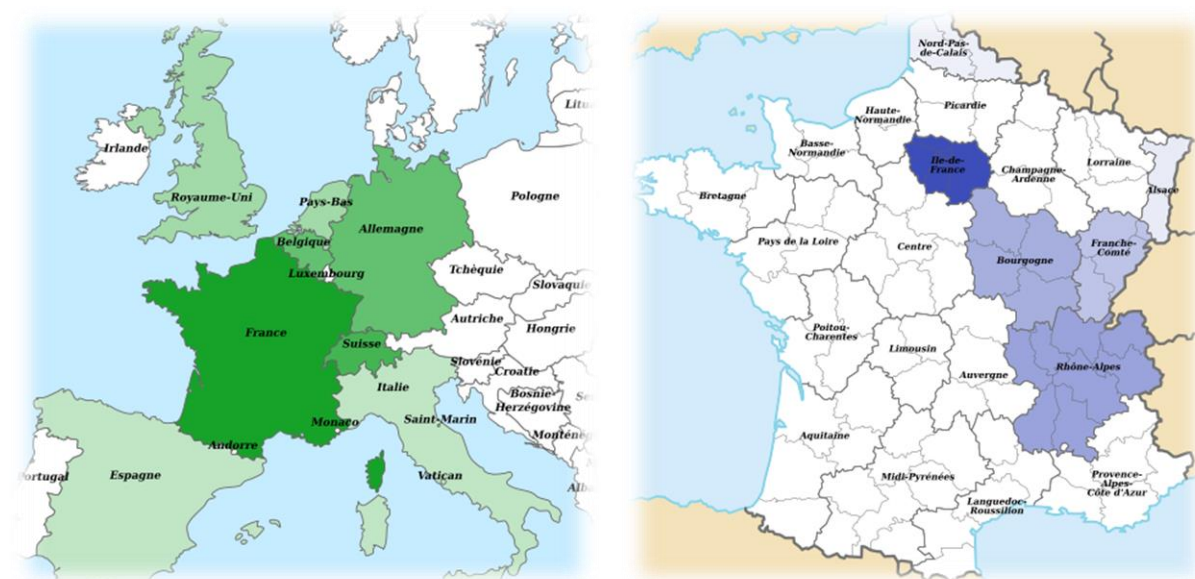 Irlande
Royaume-Uni
Pays-Bas
Belgique
Luxembourg
Allemagne
Pologne
Tchèquie
Slovaquie
Autriche
Hongrie
France
Suisse
Slovénie
Croatie
Bosnie-
Herzégovine
Italie
Monaco
Saint-Marin
Andorre
Vatican
Espagne
Nord-Pas-
de-Calais
Haute-
Normandie
Picardie
Basse-
Normandie
Ile-de-
France
Champagne-
Ardenne
Lorraine
Alsace
Bretagne
Pays de la Loire
Centre
Bourgogne
Franche-
Comté
Poitou-
Charentes
Limousin
Auvergne
Rhône-Alpes
Aquitaine
Midi-Pyrénées
Languedoc-
Roussillon
Provence-
Alpes-
Côte d'Azur